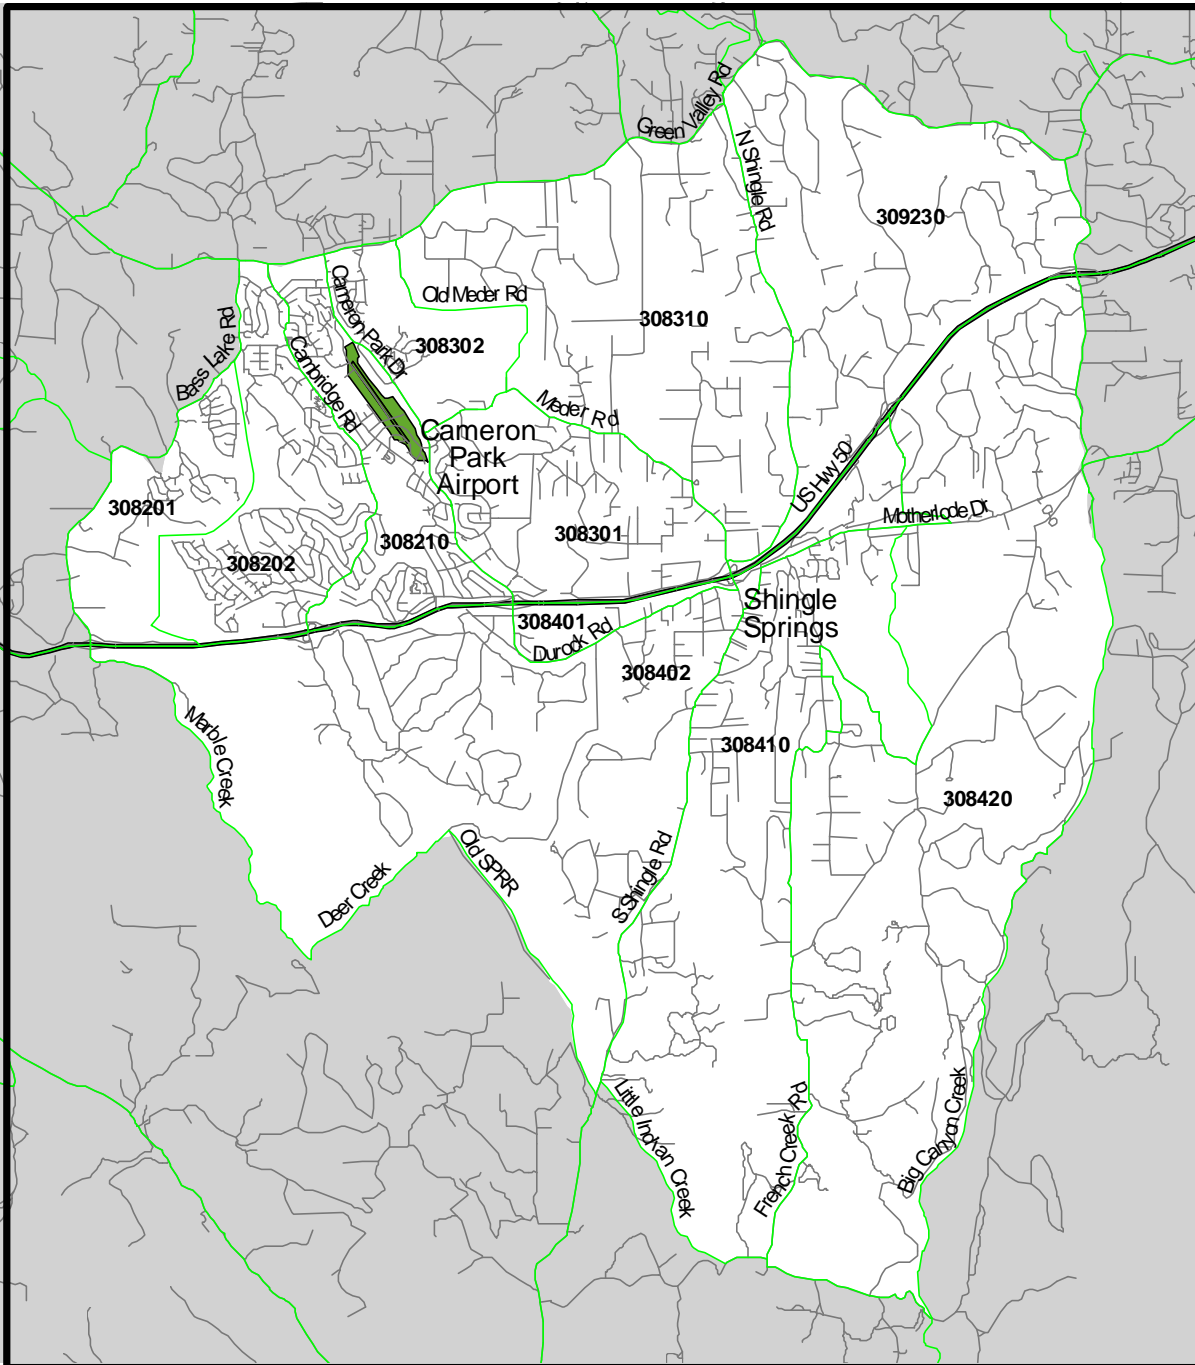 Green Valley Rd
N Shingle Rd
309230
Cameron Park Dr
Old Meder Rd
308310
Bass Lake Rd
Cambridge Rd
308302
Meder Rd
Cameron
Park
Airport
US Hwy 50
308201
Motherlode Dr
308301
308210
308202
Shingle
Springs
308401
Durock Rd
308402
Marble Creek
308410
308420
Old SPRR
S Shingle Rd
Deer Creek
Little Indian Creek
French Creek Rd
Big Canyon Creek